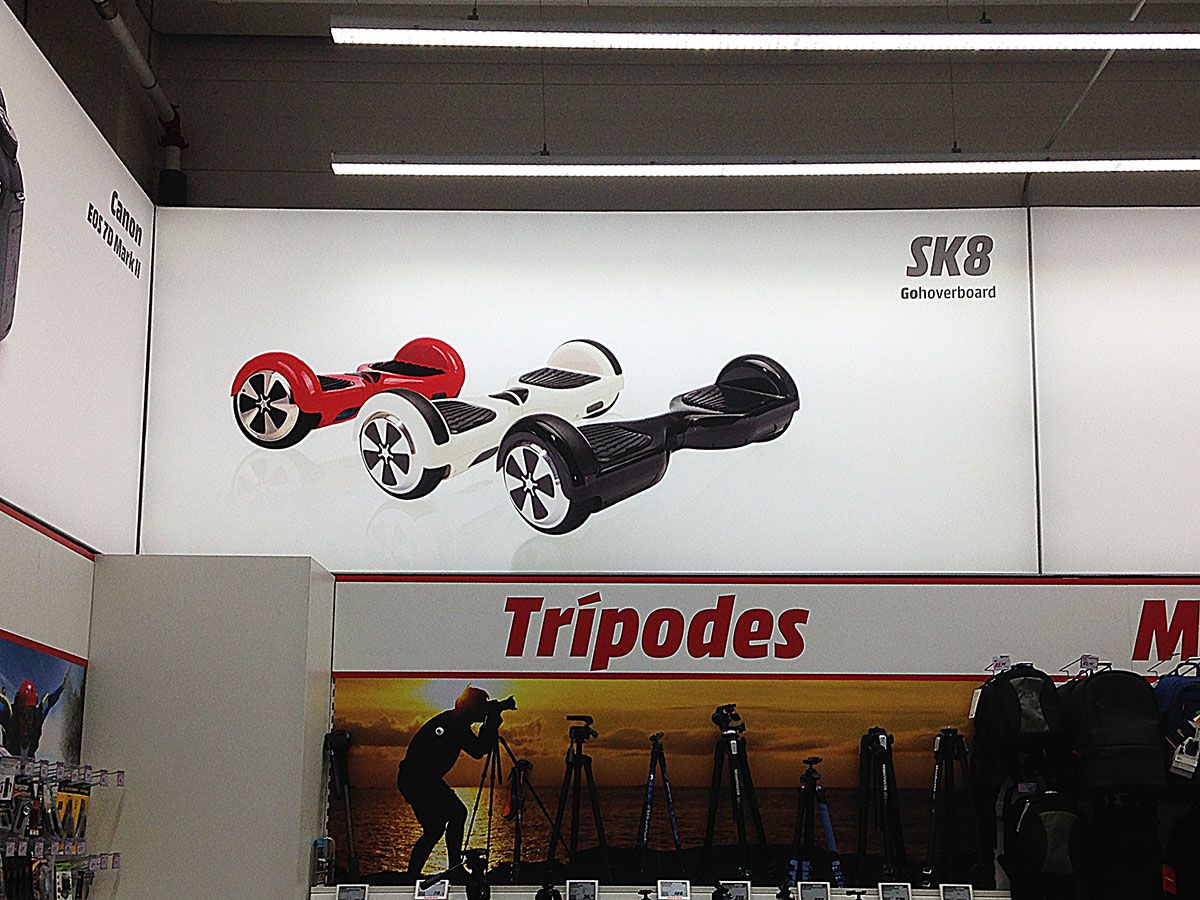 Canon
EOS 7D Mark II
SK8
Gohoverboard
Trípodes
M